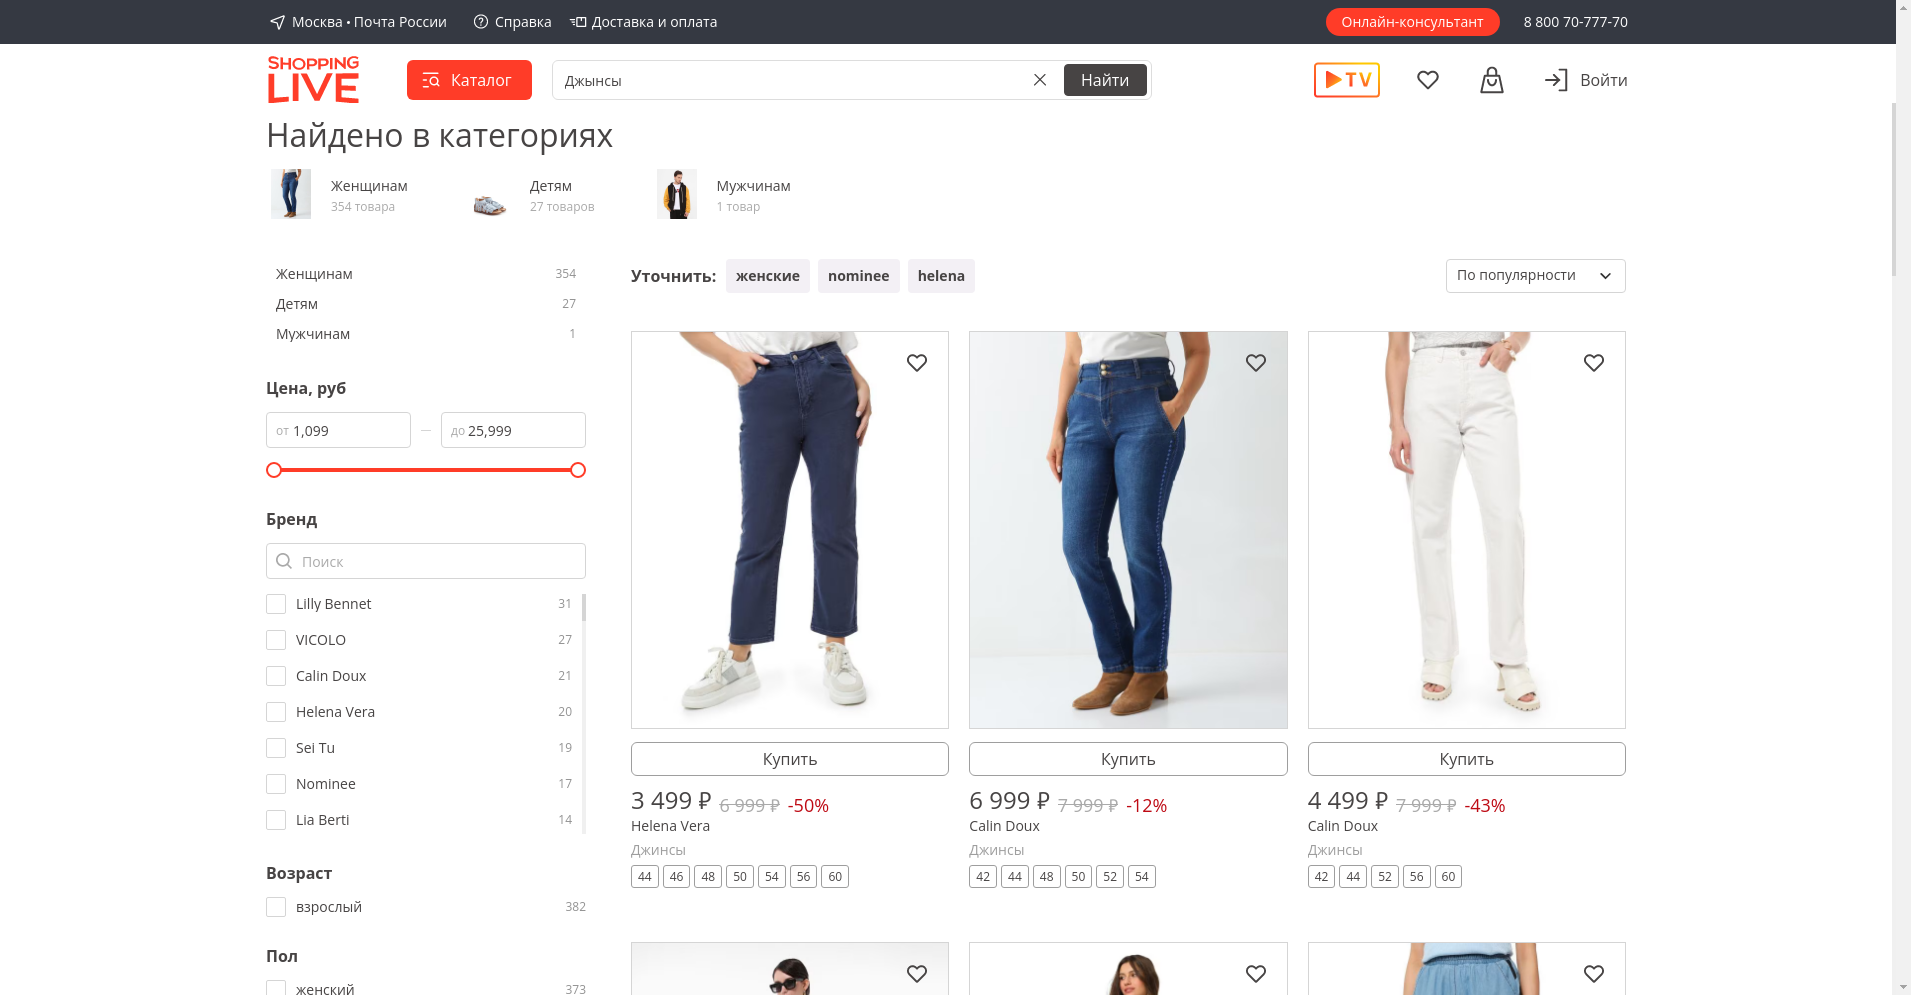 Москва • Почта России
Справка
Доставка и оплата
Онлайн-консультант
8 800 70-777-70
SHOPPING
LIVE
Каталог
Джынсы
Найти
TV
Войти
Найдено в категориях
Женщинам
354 товара
Детям
27 товаров
Мужчинам
1 товар
Женщинам 354
Детям 27
Мужчинам 1
Цена, руб
от 1,099 — до 25,999
Бренд
Поиск
Lilly Bennet 31
VICOLO 27
Calin Doux 21
Helena Vera 20
Sei Tu 19
Nominee 17
Lia Berti 14
Возраст
взрослый 382
Пол
женский 373
Уточнить: женские nominee helena
По популярности
Купить
3 499 ₽ 6 999 ₽ -50%
Helena Vera
Джинсы
44 46 48 50 54 56 60
Купить
6 999 ₽ 7 999 ₽ -12%
Calin Doux
Джинсы
42 44 48 50 52 54
Купить
4 499 ₽ 7 999 ₽ -43%
Calin Doux
Джинсы
42 44 52 56 60